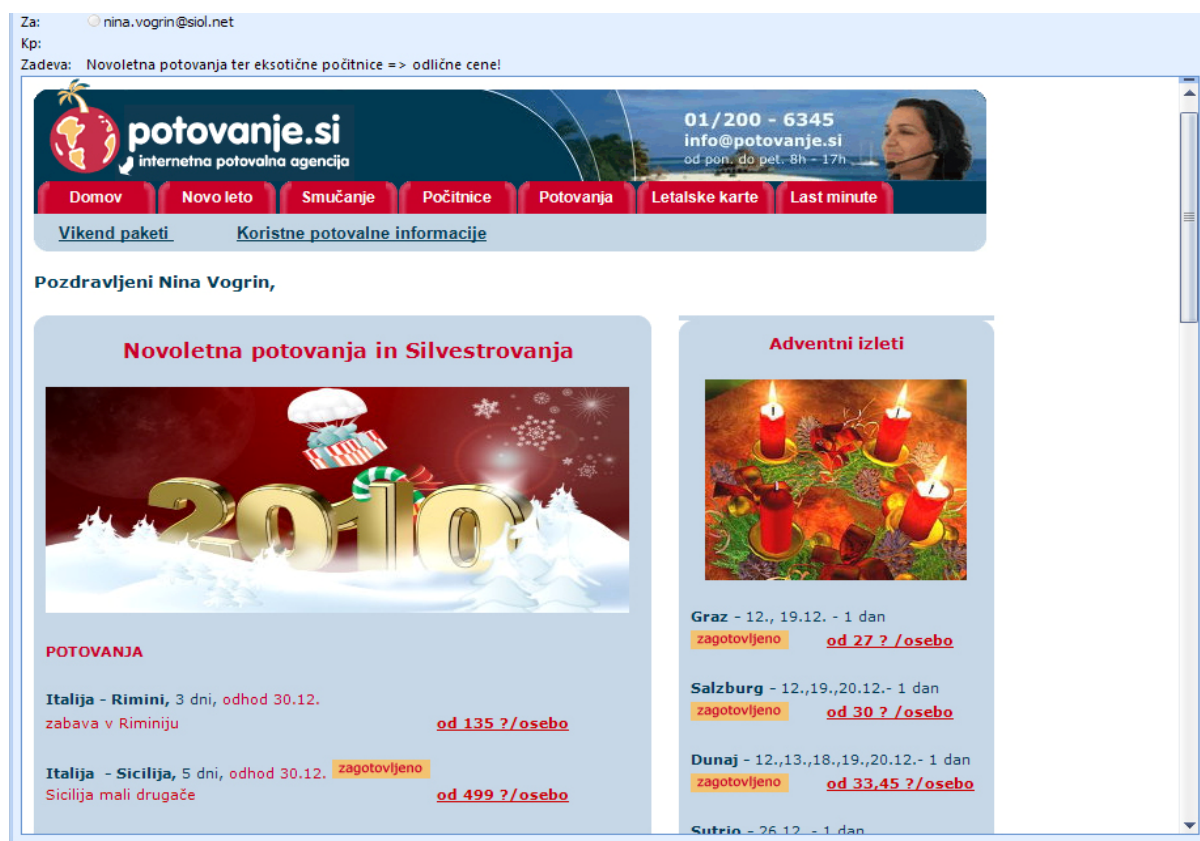 Za: nina.vogrin@siol.net
Kp:
Zadeva: Novoletna potovanja ter eksotične počitnice => odlične cene!
potovanje.si
internetna potovalna agencija
01/200 - 6345
info@potovanje.si
od pon. do pet. 8h - 17h
Domov Novo leto Smučanje Počitnice Potovanja Letalske karte Last minute
Vikend paketi Koristne potovalne informacije
Pozdravljeni Nina Vogrin,
Novoletna potovanja in Silvestrovanja
2010
POTOVANJA
Italija - Rimini, 3 dni, odhod 30.12.
zabava v Riminiju od 135 ?/osebo
Italija - Sicilija, 5 dni, odhod 30.12. zagotovljeno
Sicilija mali drugače od 499 ?/osebo
Adventni izleti
Graz - 12., 19.12. - 1 dan
zagotovljeno od 27 ? /osebo
Salzburg - 12.,19.,20.12.- 1 dan
zagotovljeno od 30 ? /osebo
Dunaj - 12.,13.,18.,19.,20.12.- 1 dan
zagotovljeno od 33,45 ?/osebo
Sutrio - 26.12. - 1 dan